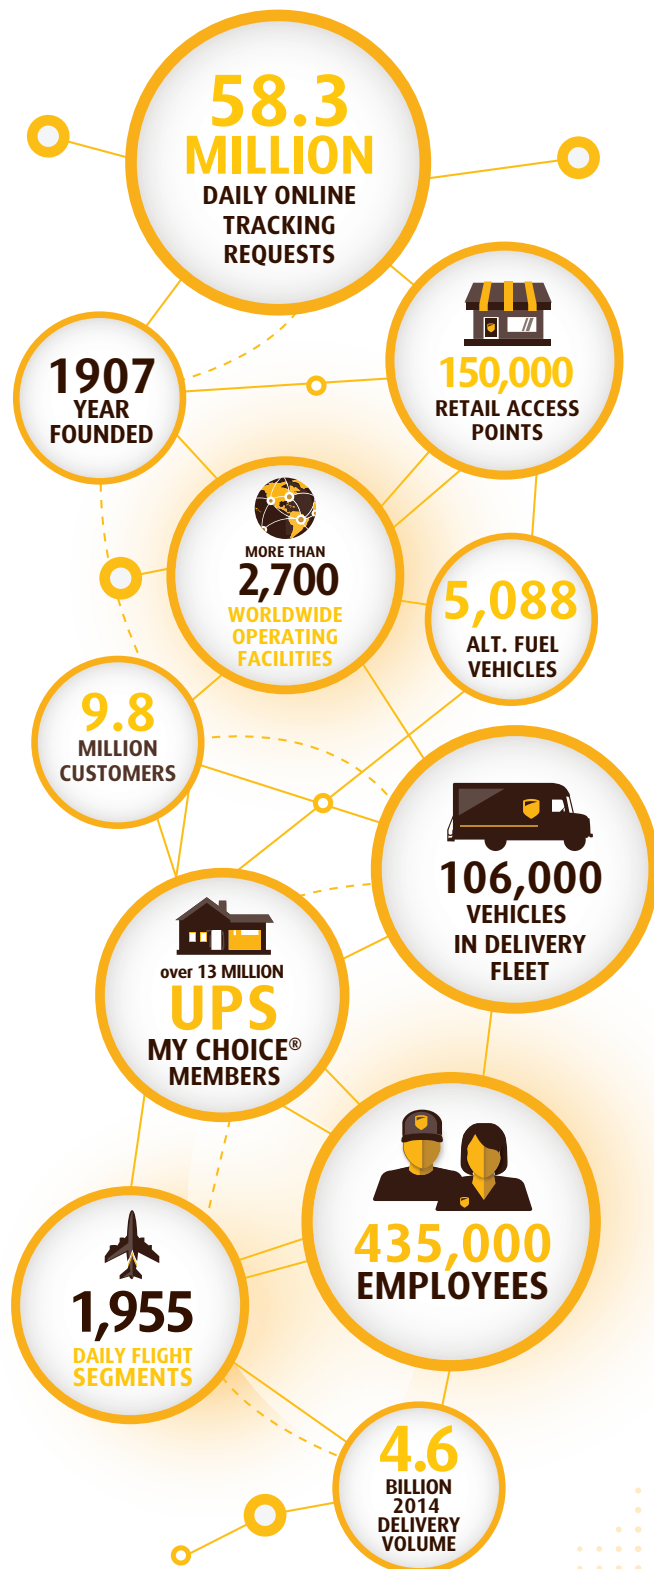 58.3
MILLION
DAILY ONLINE
TRACKING
REQUESTS
150,000
RETAIL ACCESS
POINTS
1907
YEAR
FOUNDED
MORE THAN
2,700
WORLDWIDE
OPERATING
FACILITIES
5,088
ALT. FUEL
VEHICLES
9.8
MILLION
CUSTOMERS
106,000
VEHICLES
IN DELIVERY
FLEET
over 13 MILLION
UPS
MY CHOICE®
MEMBERS
435,000
EMPLOYEES
1,955
DAILY FLIGHT
SEGMENTS
4.6
BILLION
2014
DELIVERY
VOLUME